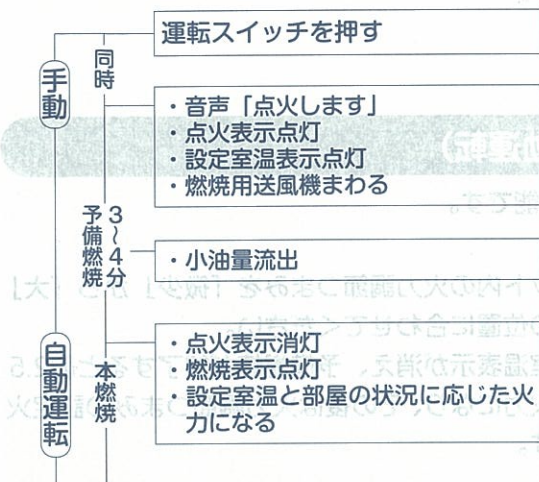 運転スイッチを押す
同時
手動
・音声「点火します」
・点火表示点灯
・設定室温表示点灯
・燃焼用送風機まわる
3〜4分
予備燃焼
・小油量流出
自動運転
本燃焼
・点火表示消灯
・燃焼表示点灯
・設定室温と部屋の状況に応じた火
力になる